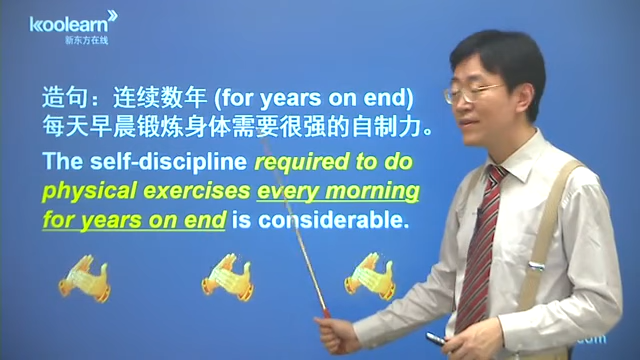 koolearn
新东方在线
造句：连续数年 (for years on end)
每天早晨锻炼身体需要很强的自制力。
The self-discipline required to do
physical exercises every morning
for years on end is considerable.
com